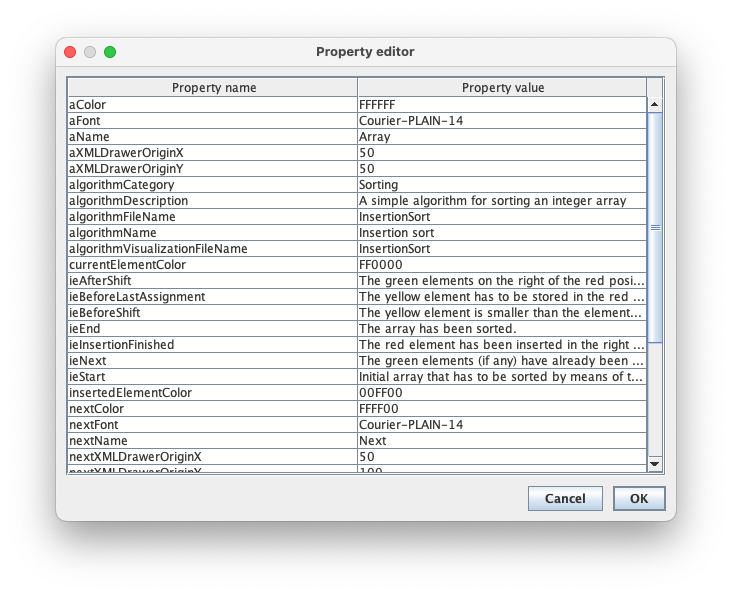 Property editor
Property name Property value
aColor FFFFFF
aFont Courier-PLAIN-14
aName Array
aXMLDrawerOriginX 50
aXMLDrawerOriginY 50
algorithmCategory Sorting
algorithmDescription A simple algorithm for sorting an integer array
algorithmFileName InsertionSort
algorithmName Insertion sort
algorithmVisualizationFileName InsertionSort
currentElementColor FF0000
ieAfterShift The green elements on the right of the red posi...
ieBeforeLastAssignment The yellow element has to be stored in the red ...
ieBeforeShift The yellow element is smaller than the element...
ieEnd The array has been sorted.
ieInsertionFinished The red element has been inserted in the right ...
ieNext The green elements (if any) have already been ...
ieStart Initial array that has to be sorted by means of t...
insertedElementColor 00FF00
nextColor FFFF00
nextFont Courier-PLAIN-14
nextName Next
nextXMLDrawerOriginX 50
nextXMLDrawerOriginY 100
Cancel OK